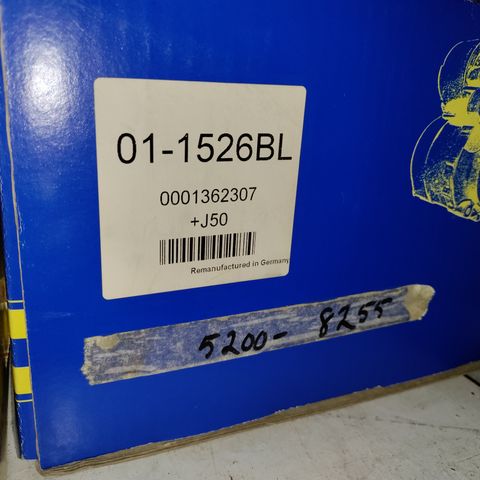 01-1526BL
0001362307
+J50
Remanufactured in Germany
5200- 8255